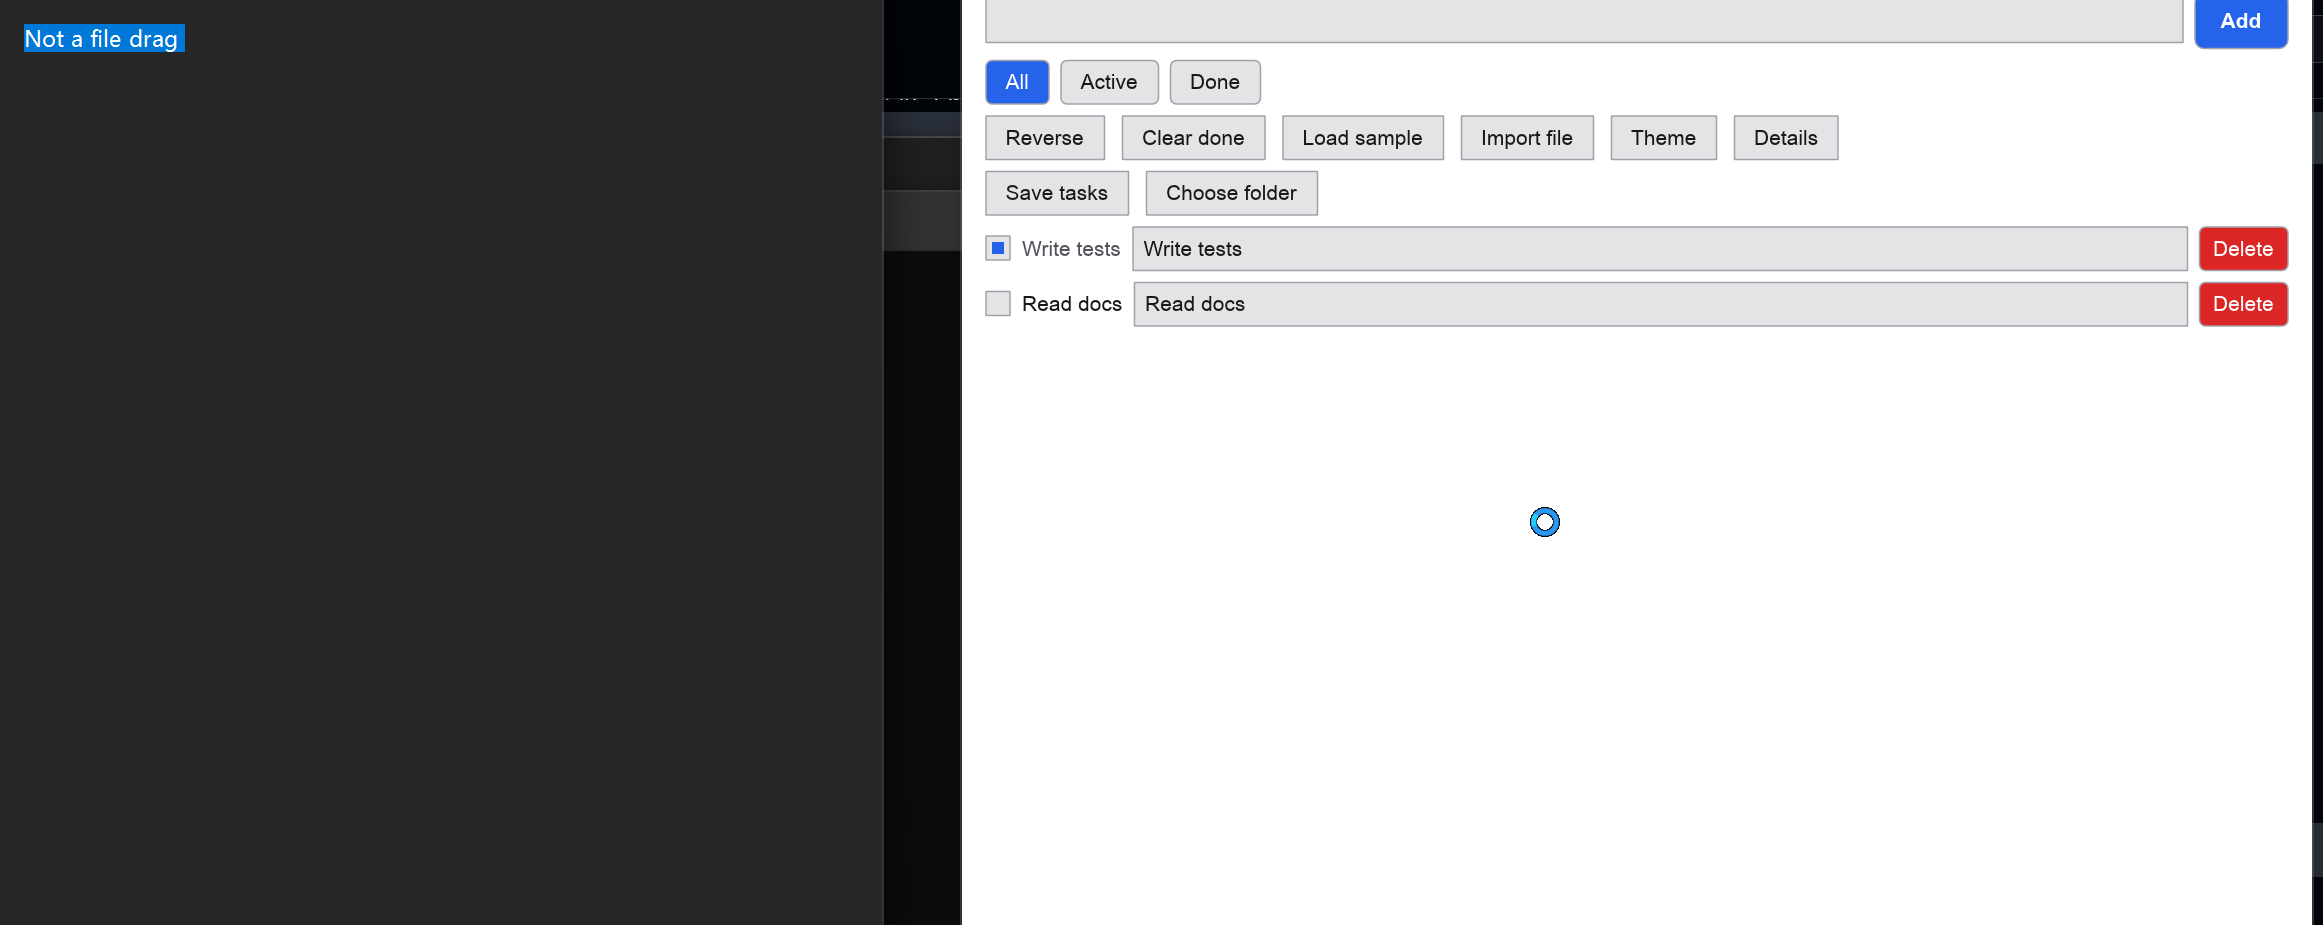 Not a file drag
Add
All Active Done
Reverse Clear done Load sample Import file Theme Details
Save tasks Choose folder
Write tests Write tests Delete
Read docs Read docs Delete